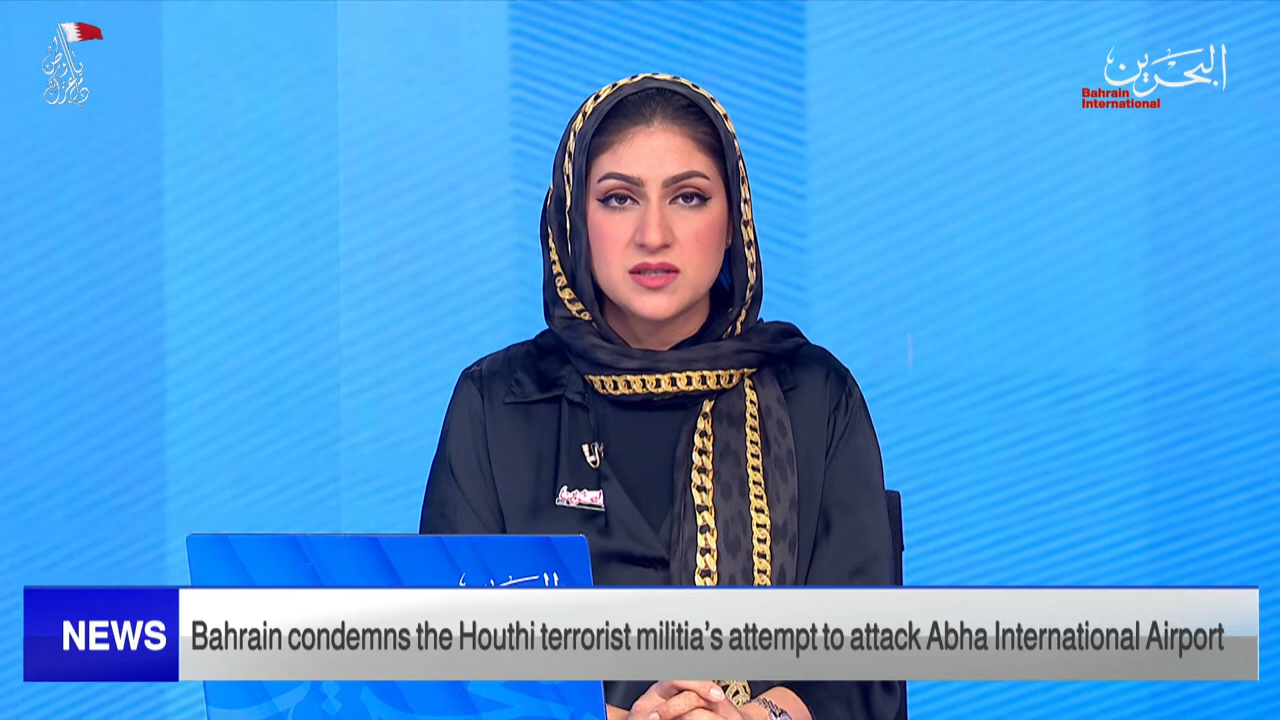 البحرين
Bahrain
International
NEWS
Bahrain condemns the Houthi terrorist militia’s attempt to attack Abha International Airport